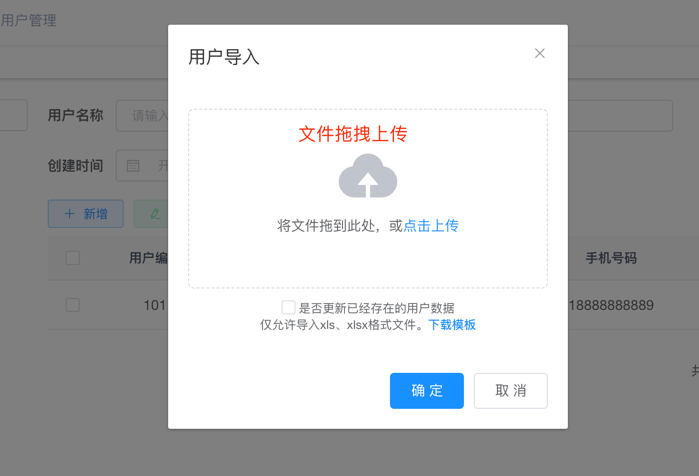 用户管理
用户导入
用户名称
请输入
文件拖拽上传
创建时间
开
将文件拖到此处，或点击上传
新增
用户编
手机号码
101
18888888889
是否更新已经存在的用户数据
仅允许导入xls、xlsx格式文件。下载模板
共
确 定
取 消